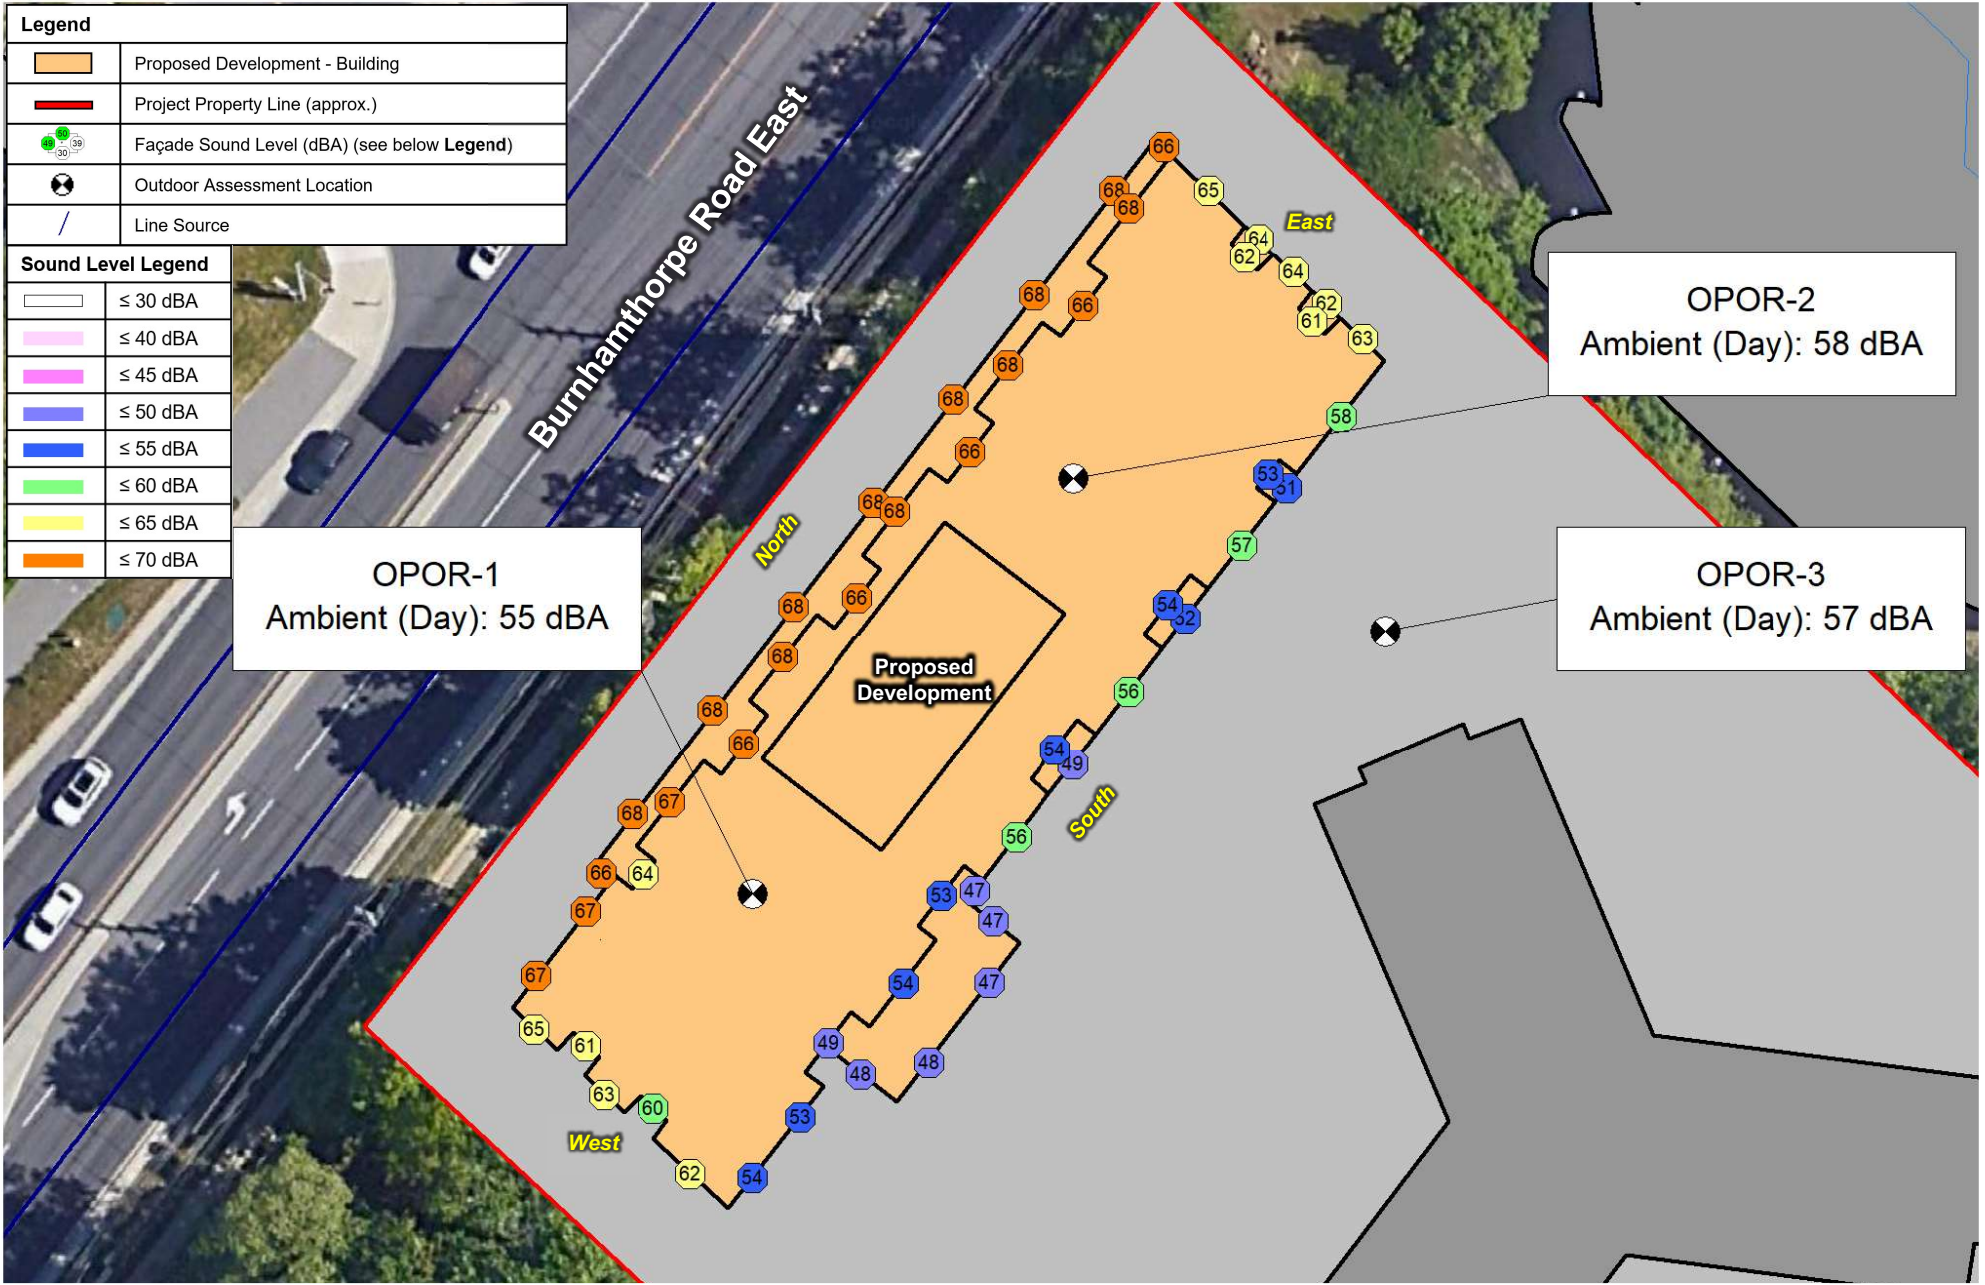 Legend
Proposed Development - Building
Project Property Line (approx.)
50
49 39
30
Façade Sound Level (dBA) (see below Legend)
Outdoor Assessment Location
Line Source
Sound Level Legend
≤ 30 dBA
≤ 40 dBA
≤ 45 dBA
≤ 50 dBA
≤ 55 dBA
≤ 60 dBA
≤ 65 dBA
≤ 70 dBA
Burnhamthorpe Road East
OPOR-1
Ambient (Day): 55 dBA
OPOR-2
Ambient (Day): 58 dBA
OPOR-3
Ambient (Day): 57 dBA
North
East
South
West
Proposed
Development
66
68
68
65
64
62
64
62
61
63
68
66
68
68
66
68
68
66
68
68
68
66
67
68
66
64
67
67
65
61
63
60
62
58
53
51
57
54
52
56
54
49
56
53
47
47
54
47
49
48
48
53
54